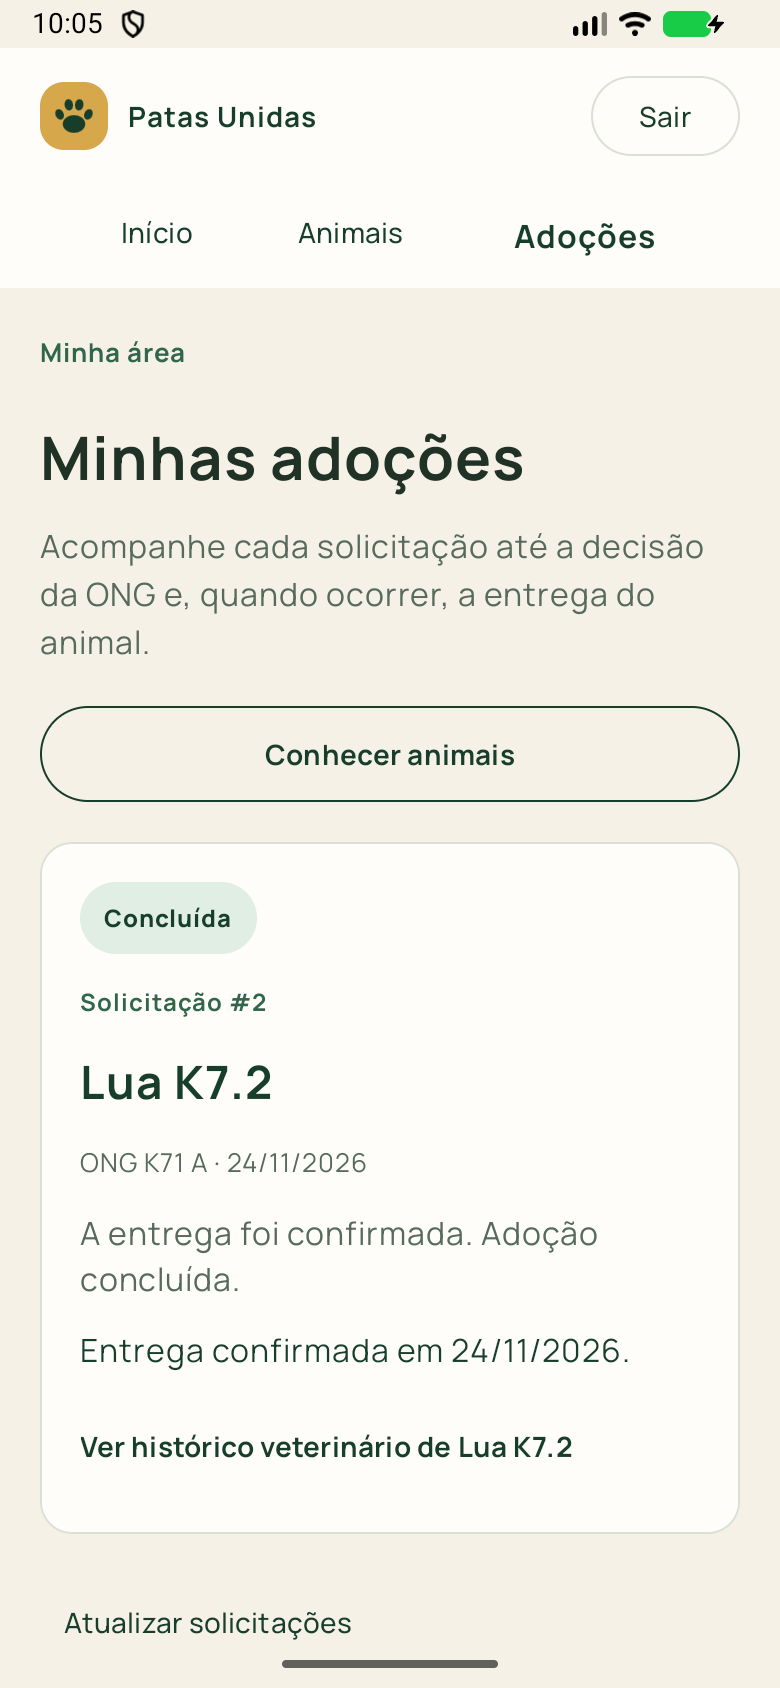 10:05
Patas Unidas
Sair
Início
Animais
Adoções
Minha área
Minhas adoções
Acompanhe cada solicitação até a decisão
da ONG e, quando ocorrer, a entrega do
animal.
Conhecer animais
Concluída
Solicitação #2
Lua K7.2
ONG K71 A · 24/11/2026
A entrega foi confirmada. Adoção
concluída.
Entrega confirmada em 24/11/2026.
Ver histórico veterinário de Lua K7.2
Atualizar solicitações